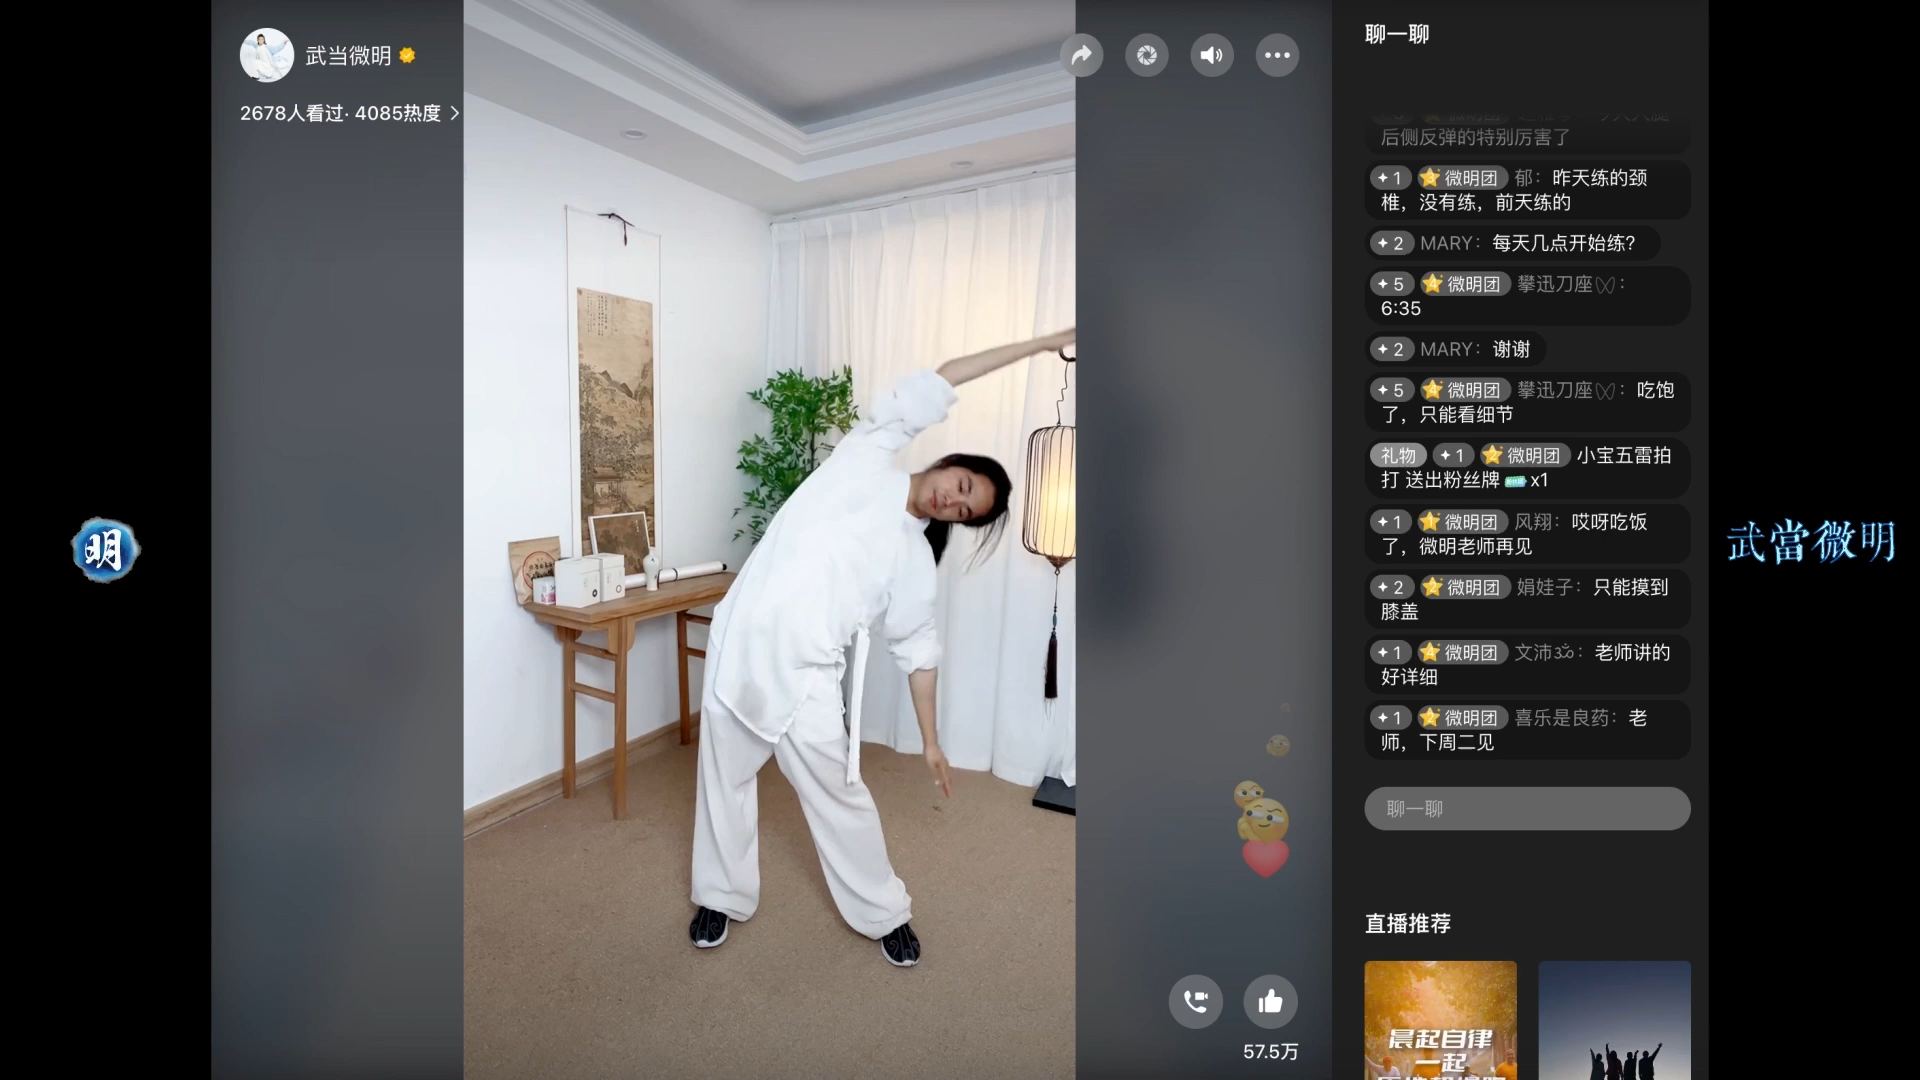 武当微明
2678人看过· 4085热度
明
57.5万
聊一聊
后侧反弹的特别厉害了
1 微明团 郁：昨天练的颈
椎，没有练，前天练的
2 MARY：每天几点开始练?
5 微明团 攀迅刀座：
6:35
2 MARY：谢谢
5 微明团 攀迅刀座：吃饱
了，只能看细节
礼物 1 微明团 小宝五雷拍
打 送出粉丝牌 x1
1 微明团 风翔：哎呀吃饭
了，微明老师再见
2 微明团 娟娃子：只能摸到
膝盖
1 微明团 文沛ॐ：老师讲的
好详细
1 微明团 喜乐是良药：老
师，下周二见
聊一聊
直播推荐
晨起自律
一起
武當微明